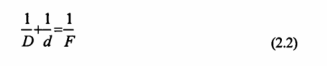 1/D + 1/d = 1/F (2.2)